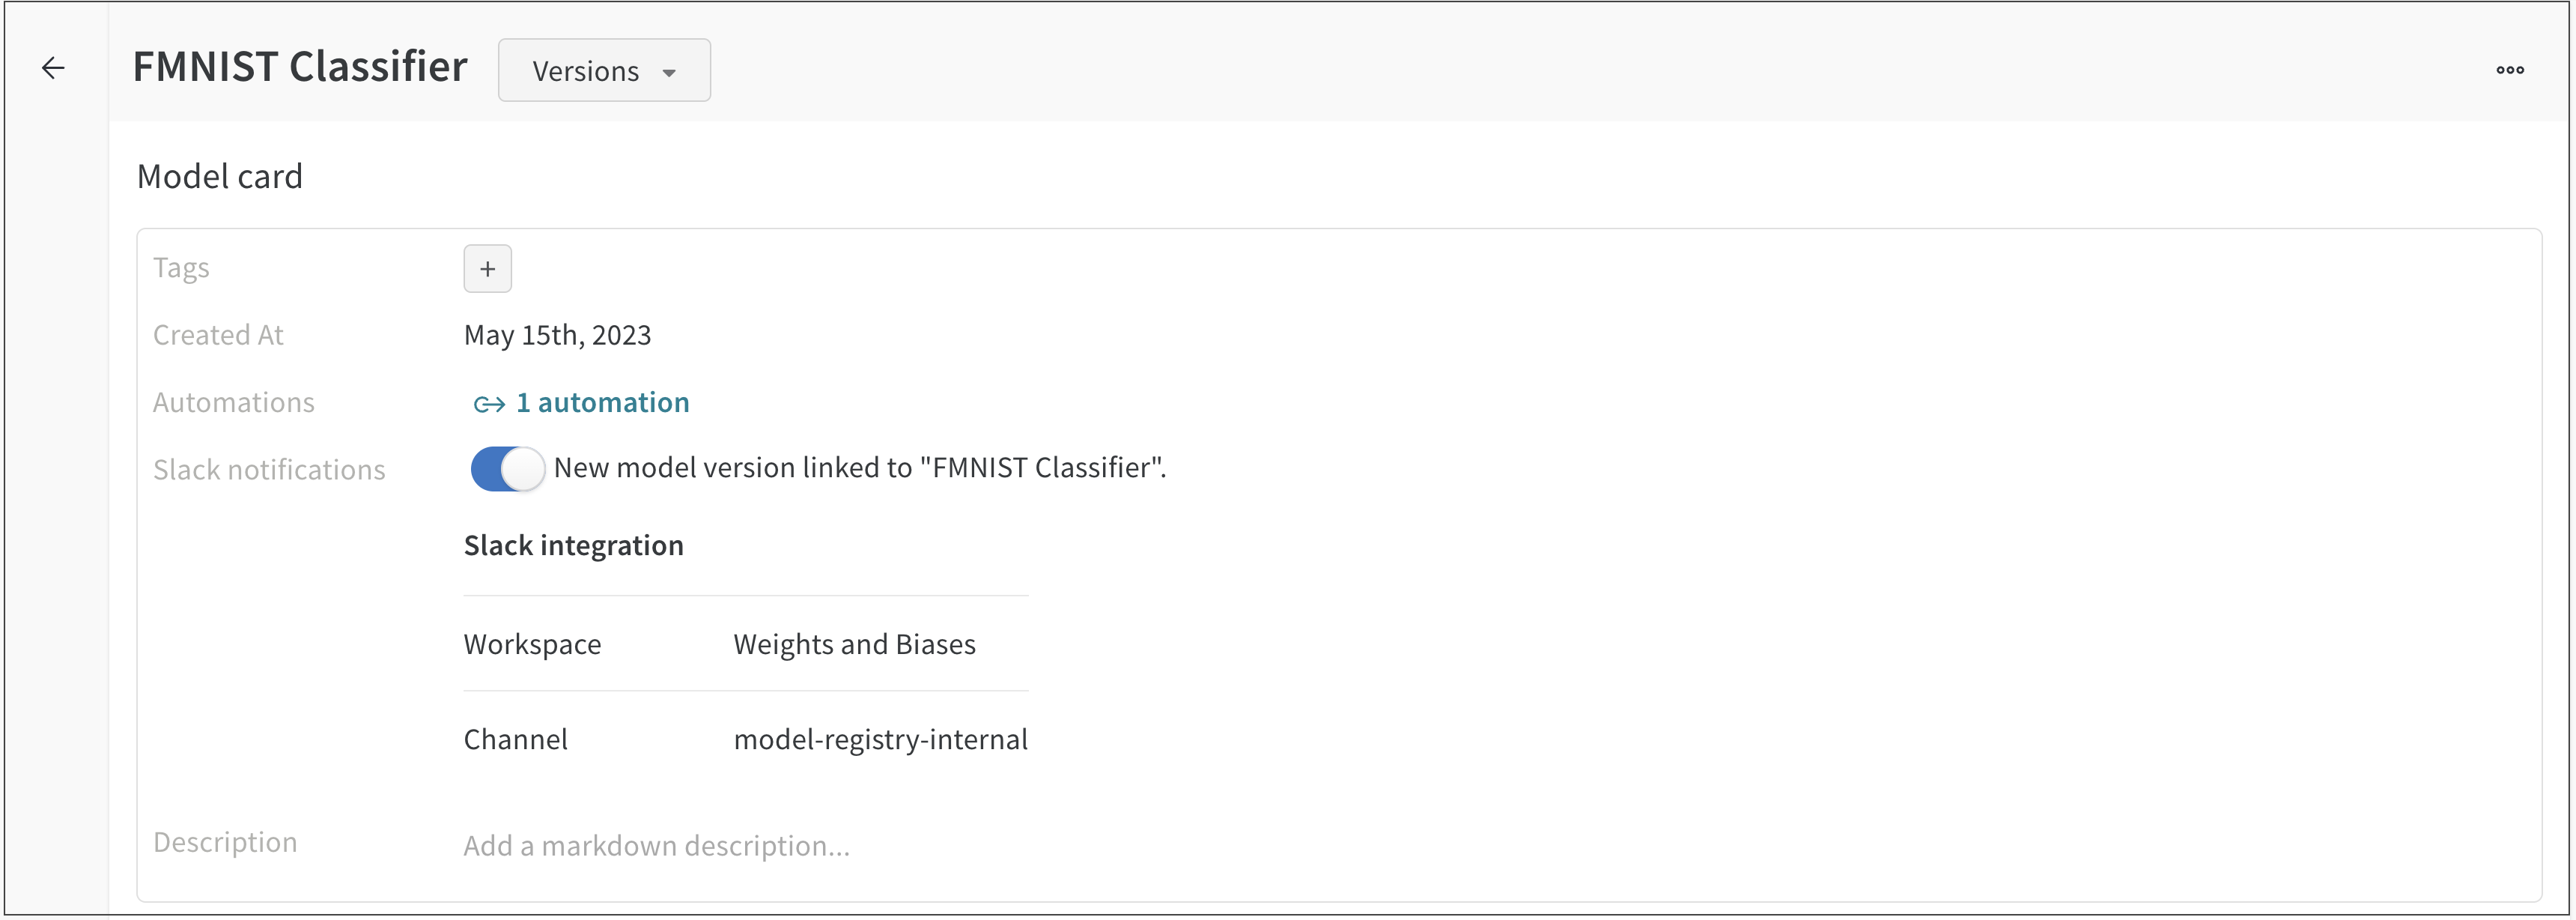 FMNIST Classifier Versions
Model card
Tags +
Created At May 15th, 2023
Automations 1 automation
Slack notifications New model version linked to "FMNIST Classifier".
Slack integration
Workspace Weights and Biases
Channel model-registry-internal
Description Add a markdown description...